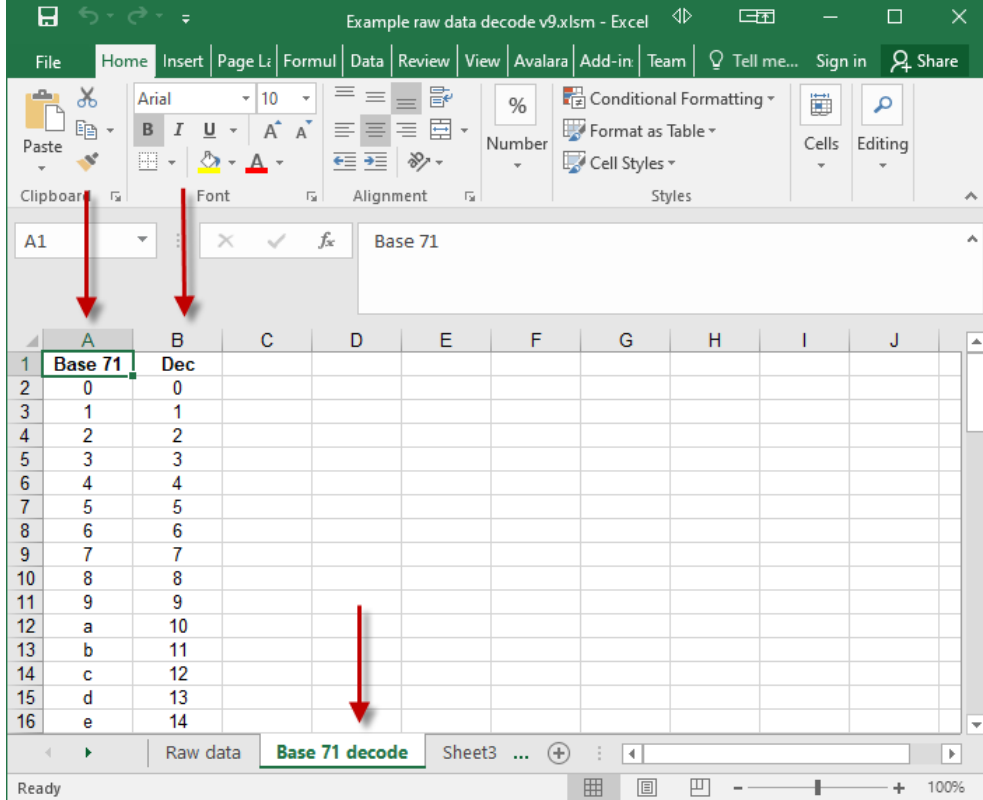 Example raw data decode v9.xlsm - Excel
File Home Insert Page La Formul Data Review View Avalara Add-in: Team Tell me... Sign in Share
Arial 10
Paste
B I U A A
A
%
Number
Conditional Formatting
Format as Table
Cell Styles
Cells
Editing
Clipboard Font Alignment Styles
A1 fx Base 71
A B C D E F G H I J
1 Base 71 Dec
2 0 0
3 1 1
4 2 2
5 3 3
6 4 4
7 5 5
8 6 6
9 7 7
10 8 8
11 9 9
12 a 10
13 b 11
14 c 12
15 d 13
16 e 14
Raw data Base 71 decode Sheet3 ...
Ready 100%